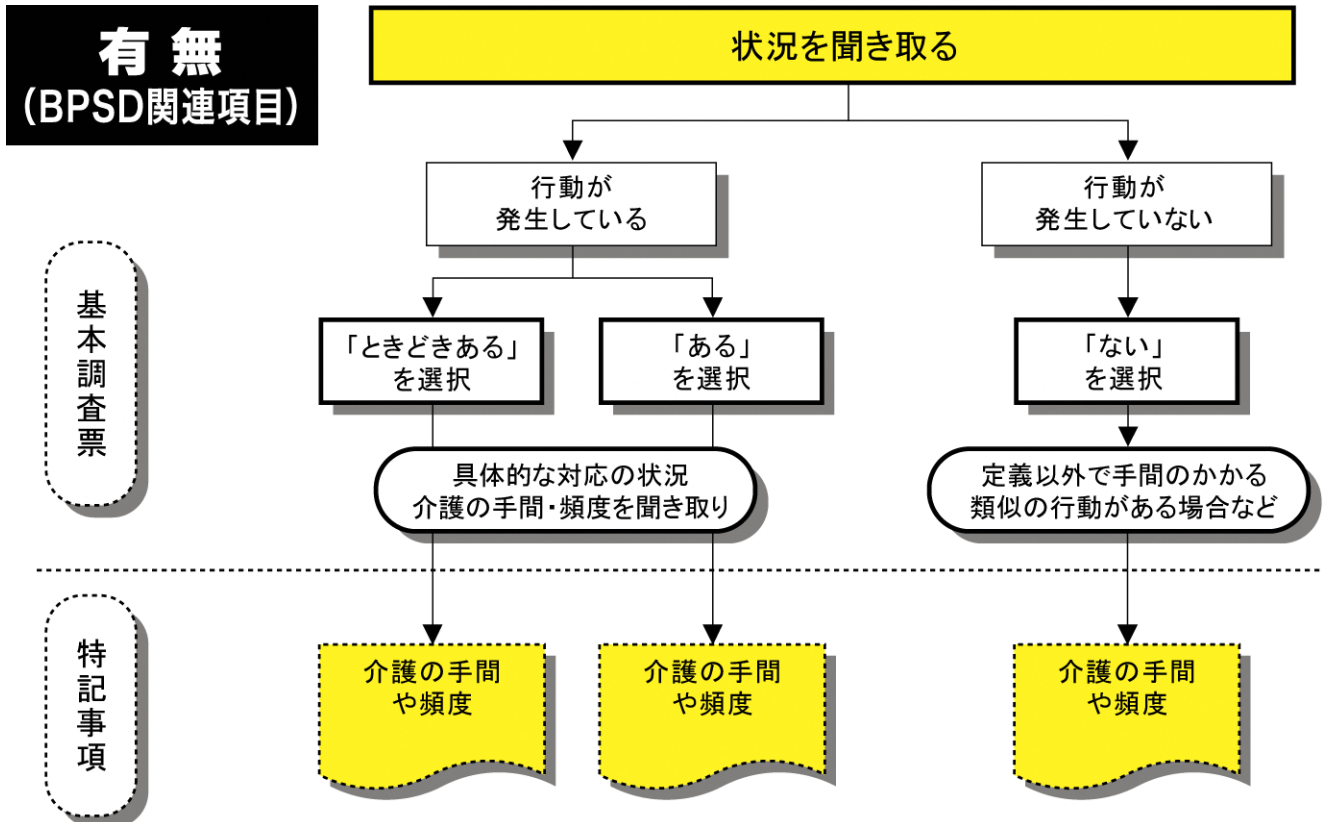 有無
（BPSD関連項目）
状況を聞き取る
行動が
発生している
行動が
発生していない
基本調査票
「ときどきある」
を選択
「ある」
を選択
「ない」
を選択
具体的な対応の状況
介護の手間・頻度を聞き取り
定義以外で手間のかかる
類似の行動がある場合など
特記事項
介護の手間
や頻度
介護の手間
や頻度
介護の手間
や頻度